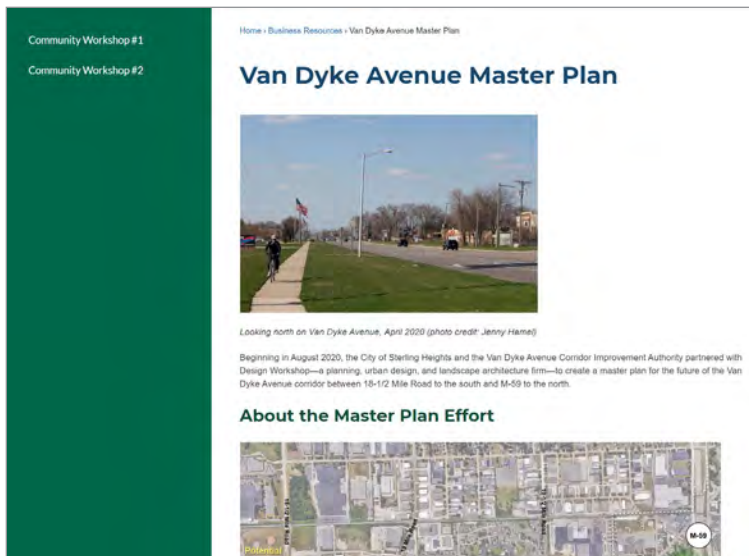 Community Workshop #1
Community Workshop #2
Home › Business Resources › Van Dyke Avenue Master Plan
Van Dyke Avenue Master Plan
Looking north on Van Dyke Avenue, April 2020 (photo credit: Jenny Hamel)
Beginning in August 2020, the City of Sterling Heights and the Van Dyke Avenue Corridor Improvement Authority partnered with
Design Workshop—a planning, urban design, and landscape architecture firm—to create a master plan for the future of the Van
Dyke Avenue corridor between 18-1/2 Mile Road to the south and M-59 to the north.
About the Master Plan Effort
M-59
Potential